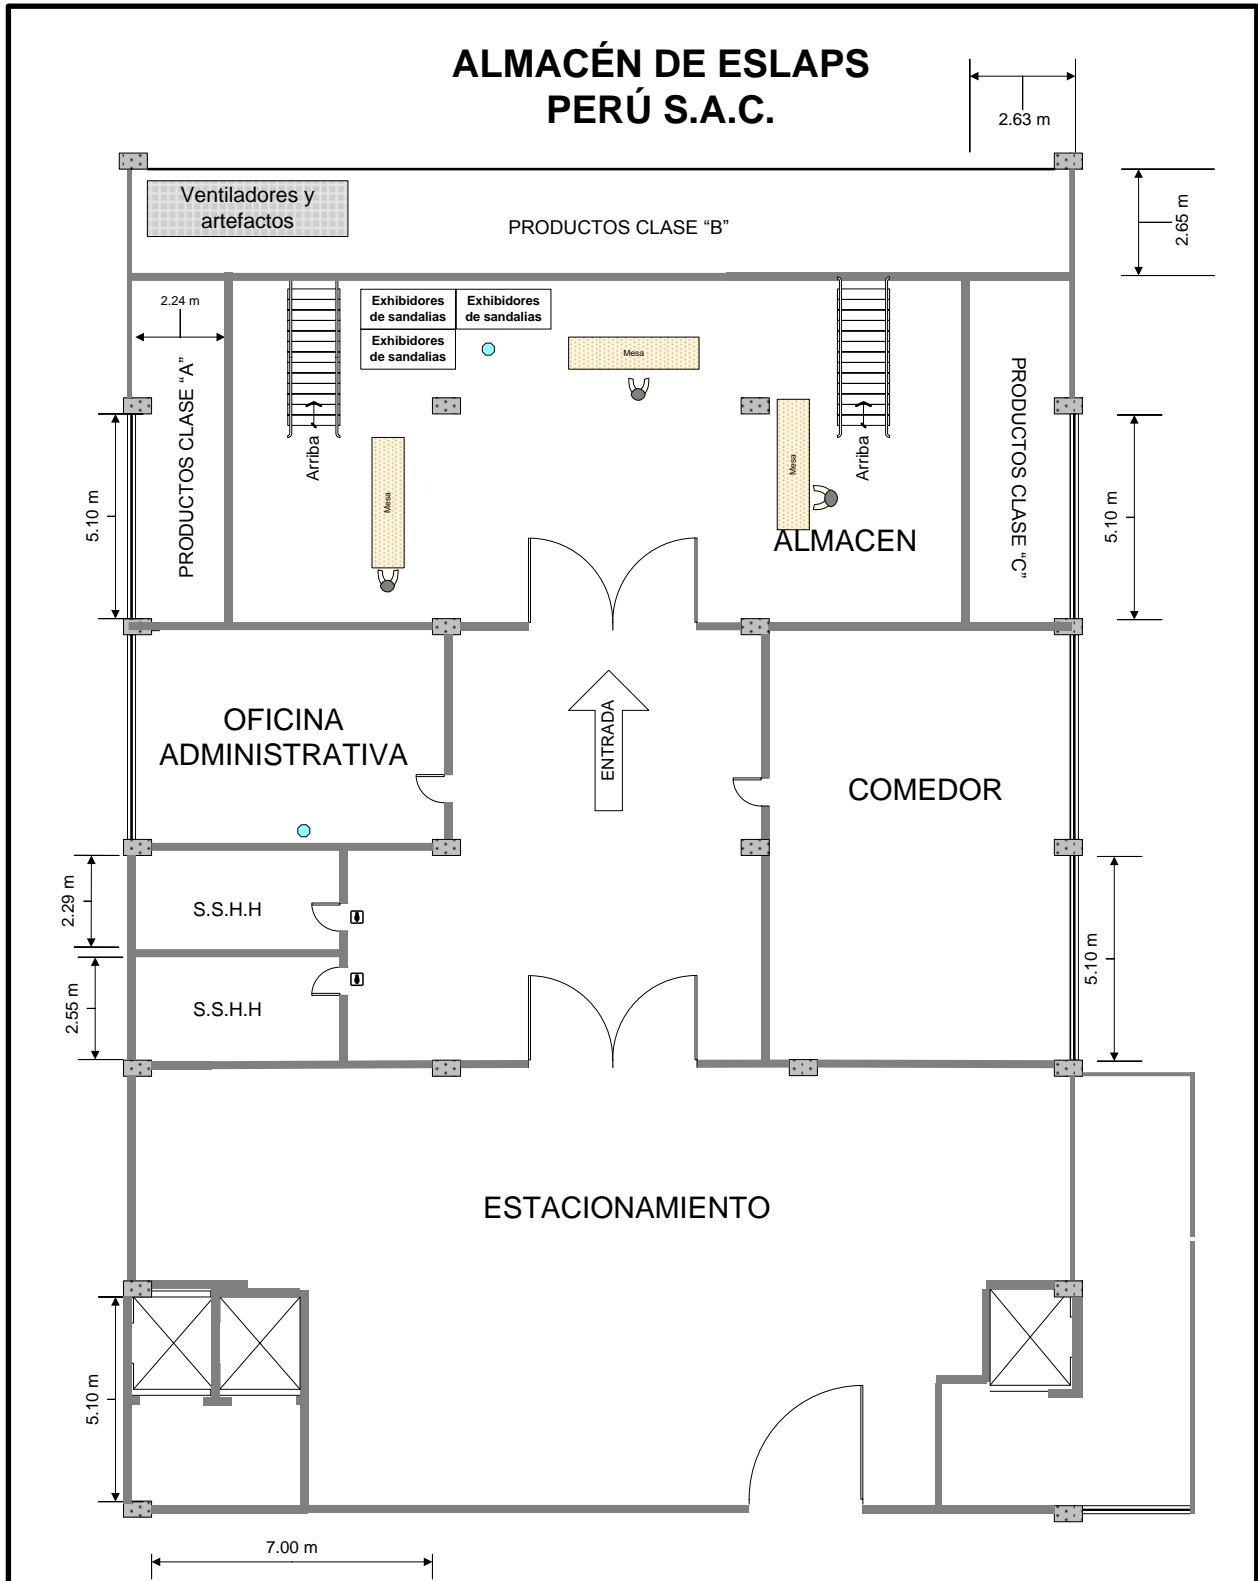 ALMACÉN DE ESLAPS
PERÚ S.A.C.
2.63 m
Ventiladores y
artefactos
PRODUCTOS CLASE “B”
2.65 m
2.24 m
Exhibidores
de sandalias
Exhibidores
de sandalias
Exhibidores
de sandalias
Mesa
PRODUCTOS CLASE “A”
Arriba
Mesa
Mesa
Arriba
PRODUCTOS CLASE “C”
5.10 m
5.10 m
ALMACEN
OFICINA
ADMINISTRATIVA
ENTRADA
COMEDOR
2.29 m
S.S.H.H
2.55 m
S.S.H.H
5.10 m
ESTACIONAMIENTO
5.10 m
7.00 m